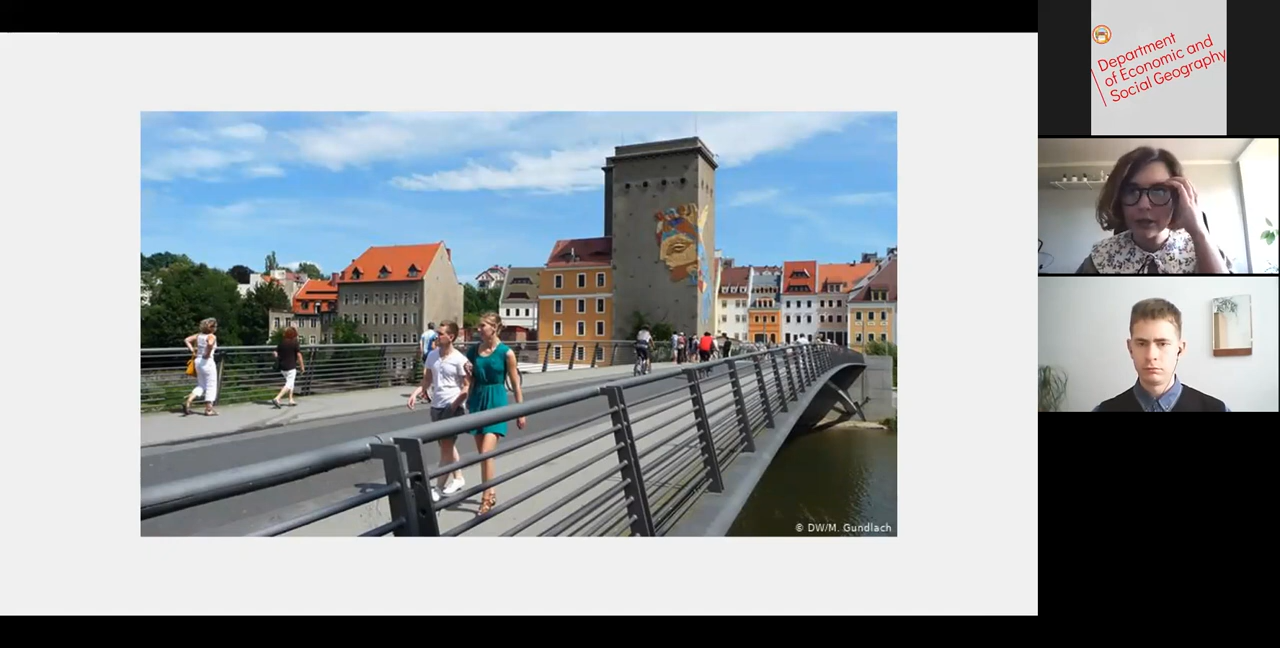 Department
of Economic and
Social Geography
© DW/M. Gundlach